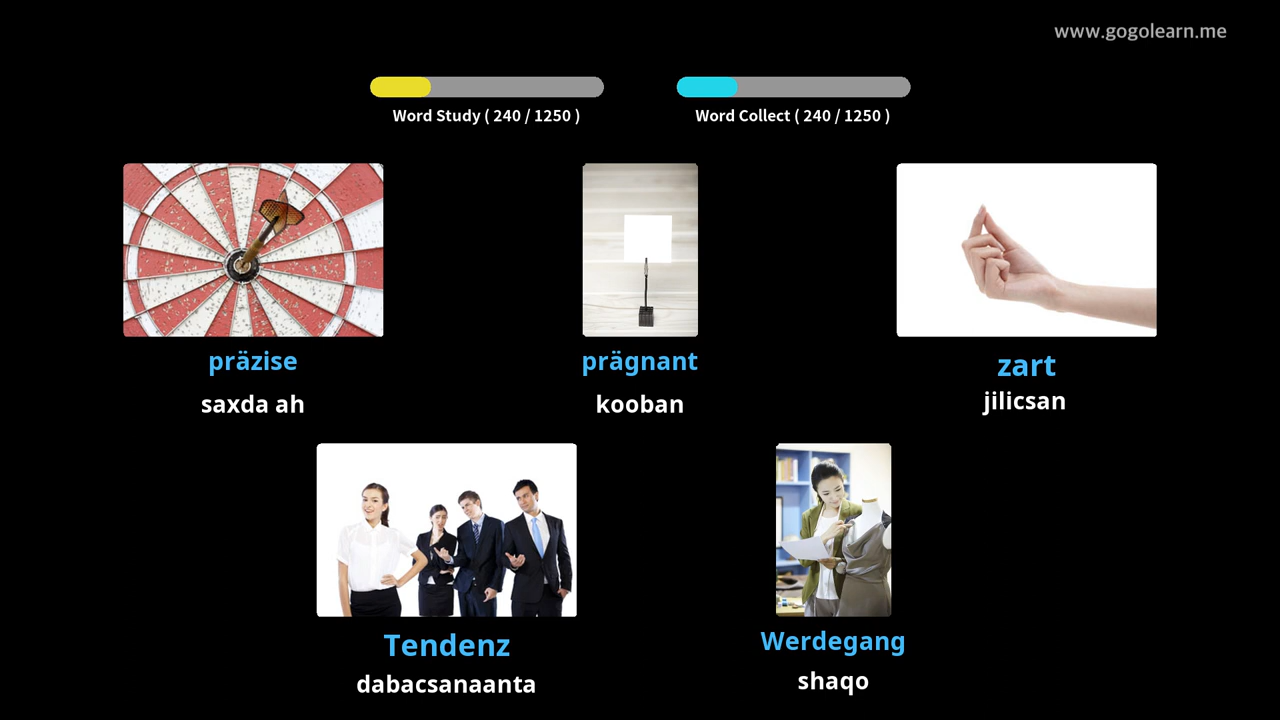 www.gogolearn.me
Word Study ( 240 / 1250 )
Word Collect ( 240 / 1250 )
präzise
saxda ah
prägnant
kooban
zart
jilicsan
Tendenz
dabacsanaanta
Werdegang
shaqo